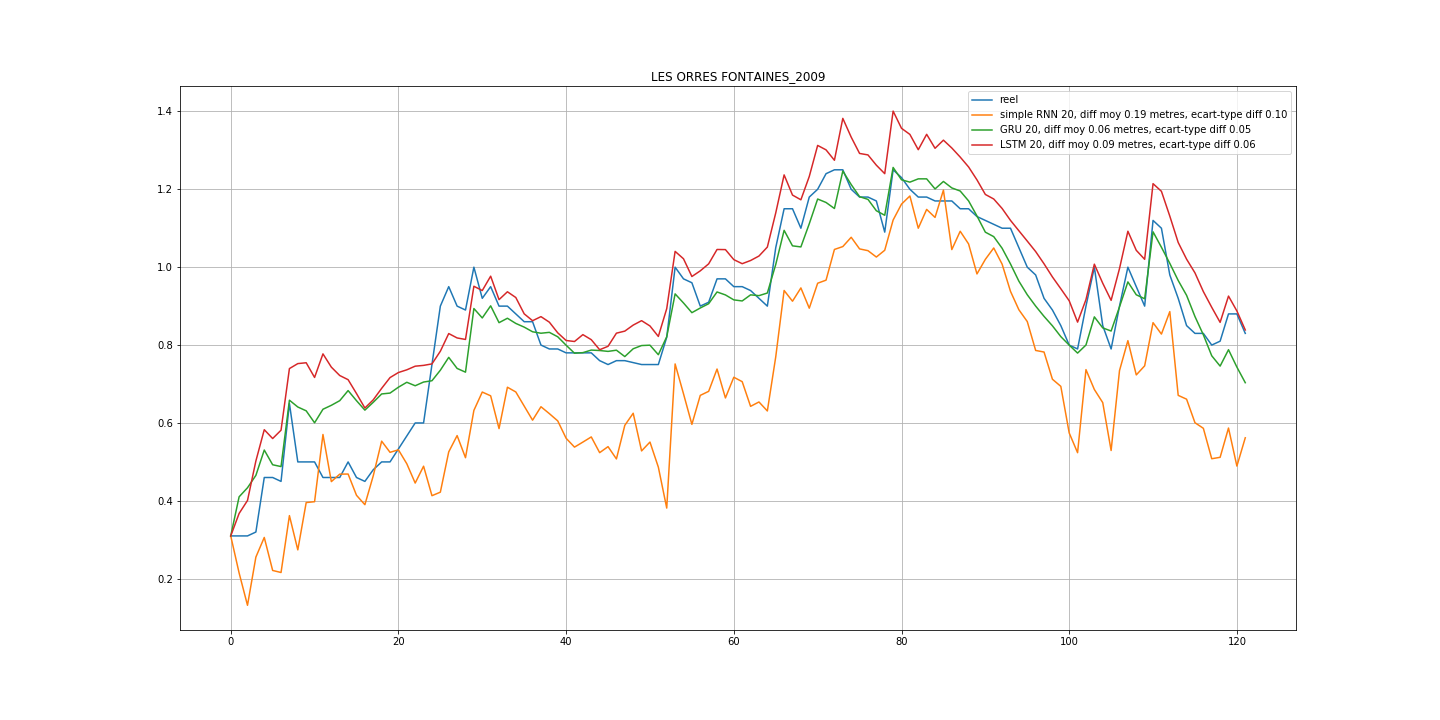 LES ORRES FONTAINES_2009
reel
simple RNN 20, diff moy 0.19 metres, ecart-type diff 0.10
GRU 20, diff moy 0.06 metres, ecart-type diff 0.05
LSTM 20, diff moy 0.09 metres, ecart-type diff 0.06
1.4
1.2
1.0
0.8
0.6
0.4
0.2
0 20 40 60 80 100 120